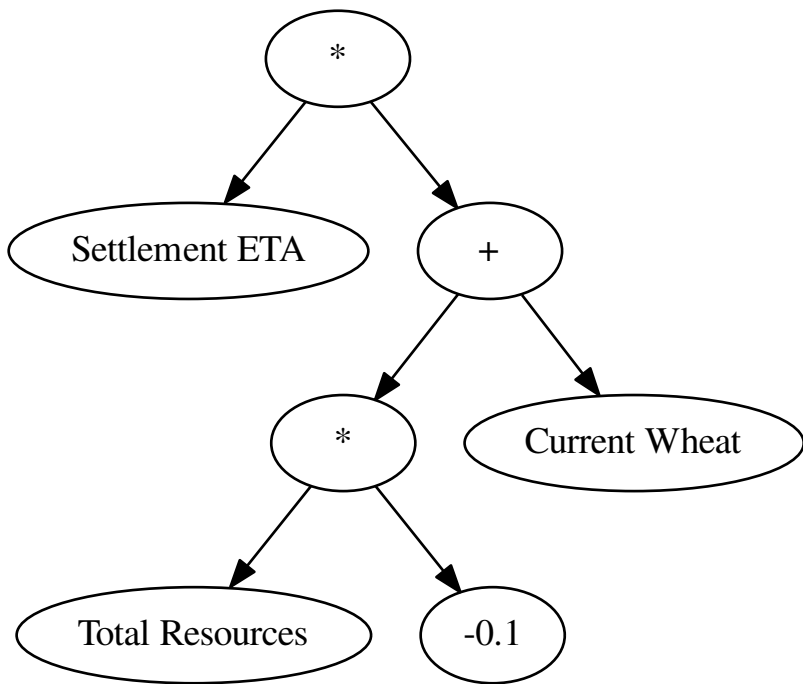 *
Settlement ETA
+
*
Current Wheat
Total Resources
-0.1